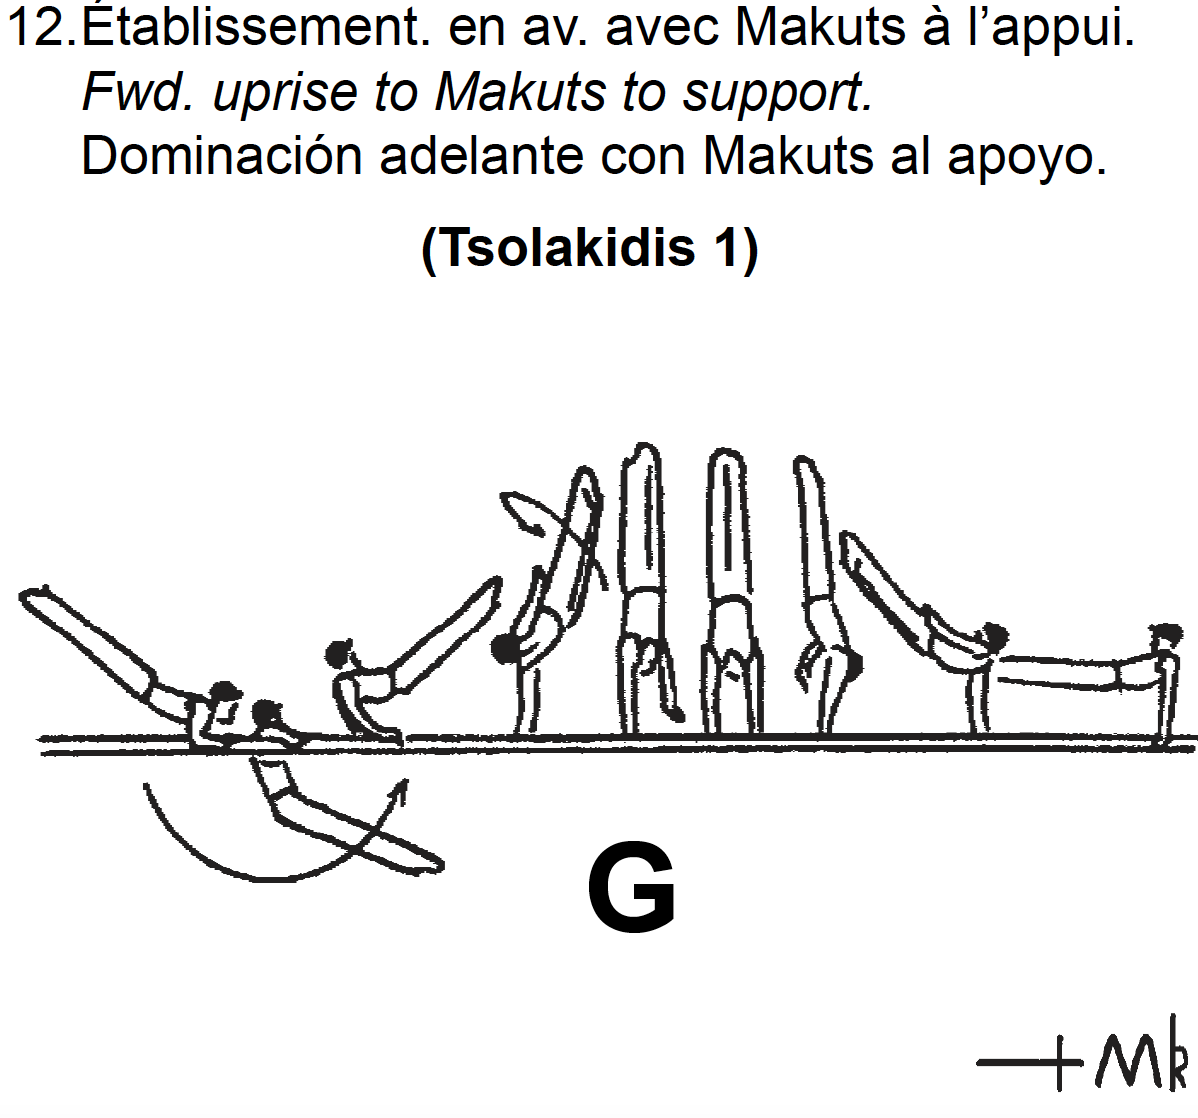 12.Établissement. en av. avec Makuts à l’appui.
Fwd. uprise to Makuts to support.
Dominación adelante con Makuts al apoyo.
(Tsolakidis 1)
G
Mk